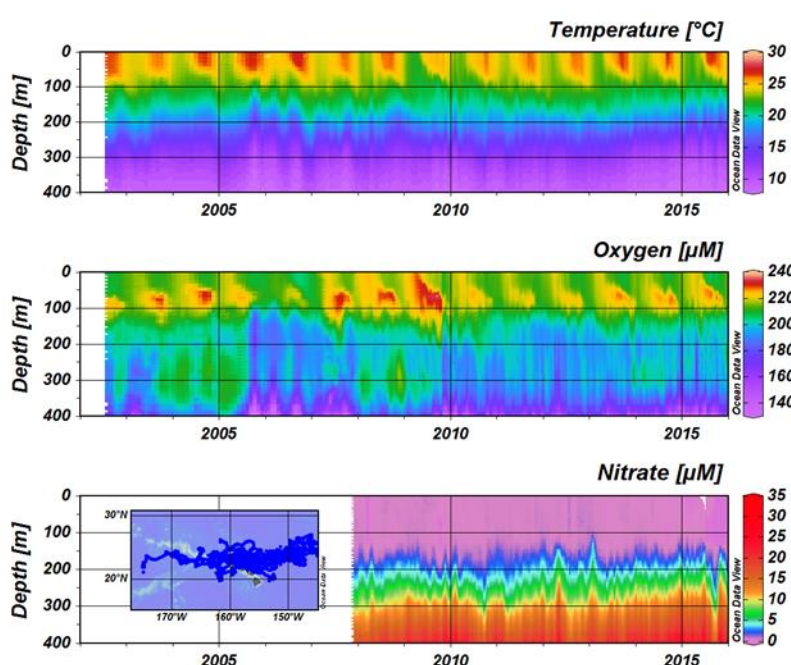 Temperature [°C]
Depth [m]
0
100
200
300
400
2005
2010
2015
30
25
20
15
10
Ocean Data View
Oxygen [µM]
Depth [m]
0
100
200
300
400
2005
2010
2015
240
220
200
180
160
140
Ocean Data View
Nitrate [µM]
Depth [m]
0
100
200
300
400
30°N
20°N
170°W
160°W
150°W
Ocean Data View
2005
2010
2015
35
30
25
20
15
10
5
0
Ocean Data View